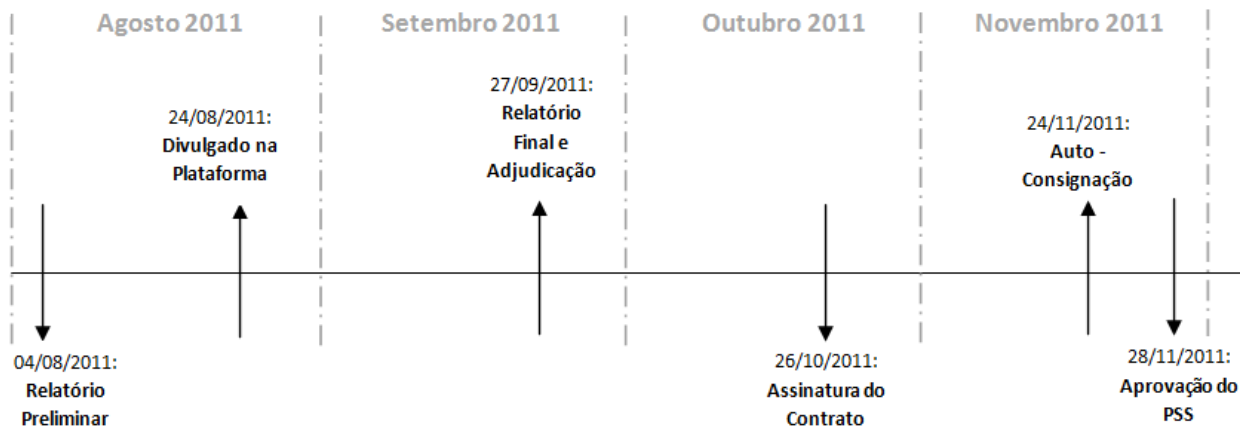 Agosto 2011
Setembro 2011
Outubro 2011
Novembro 2011
24/08/2011:
Divulgado na
Plataforma
27/09/2011:
Relatório
Final e
Adjudicação
24/11/2011:
Auto -
Consignação
04/08/2011:
Relatório
Preliminar
26/10/2011:
Assinatura do
Contrato
28/11/2011:
Aprovação do
PSS